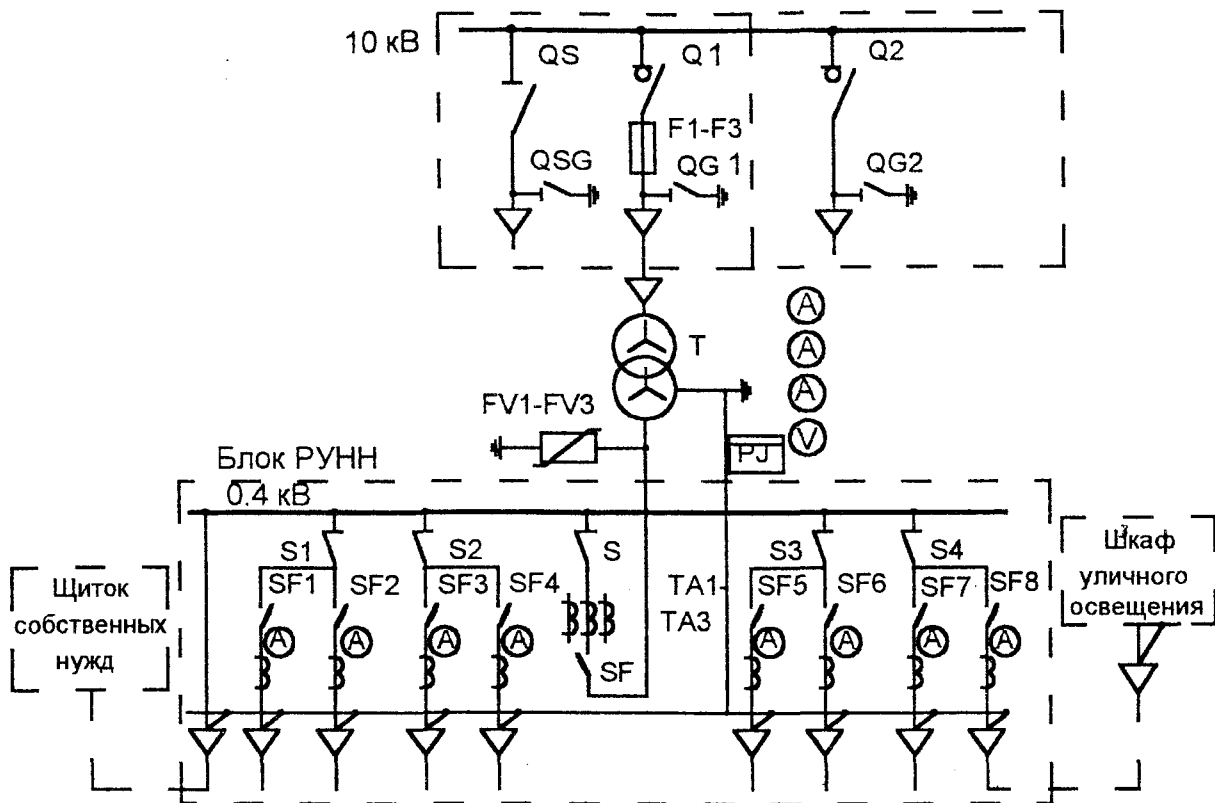 10 кВ
QS
Q1
Q2
F1-F3
QSG
QG 1
QG2
A
T
A
A
FV1-FV3
V
PJ
Блок РУНН
0.4 кВ
S1
S2
S
S3
S4
Шкаф
уличного
освещения
Щиток
собственных
нужд
SF1
SF2
SF3
SF4
TA1-
TA3
SF5
SF6
SF7
SF8
A
A
A
A
SF
A
A
A
A